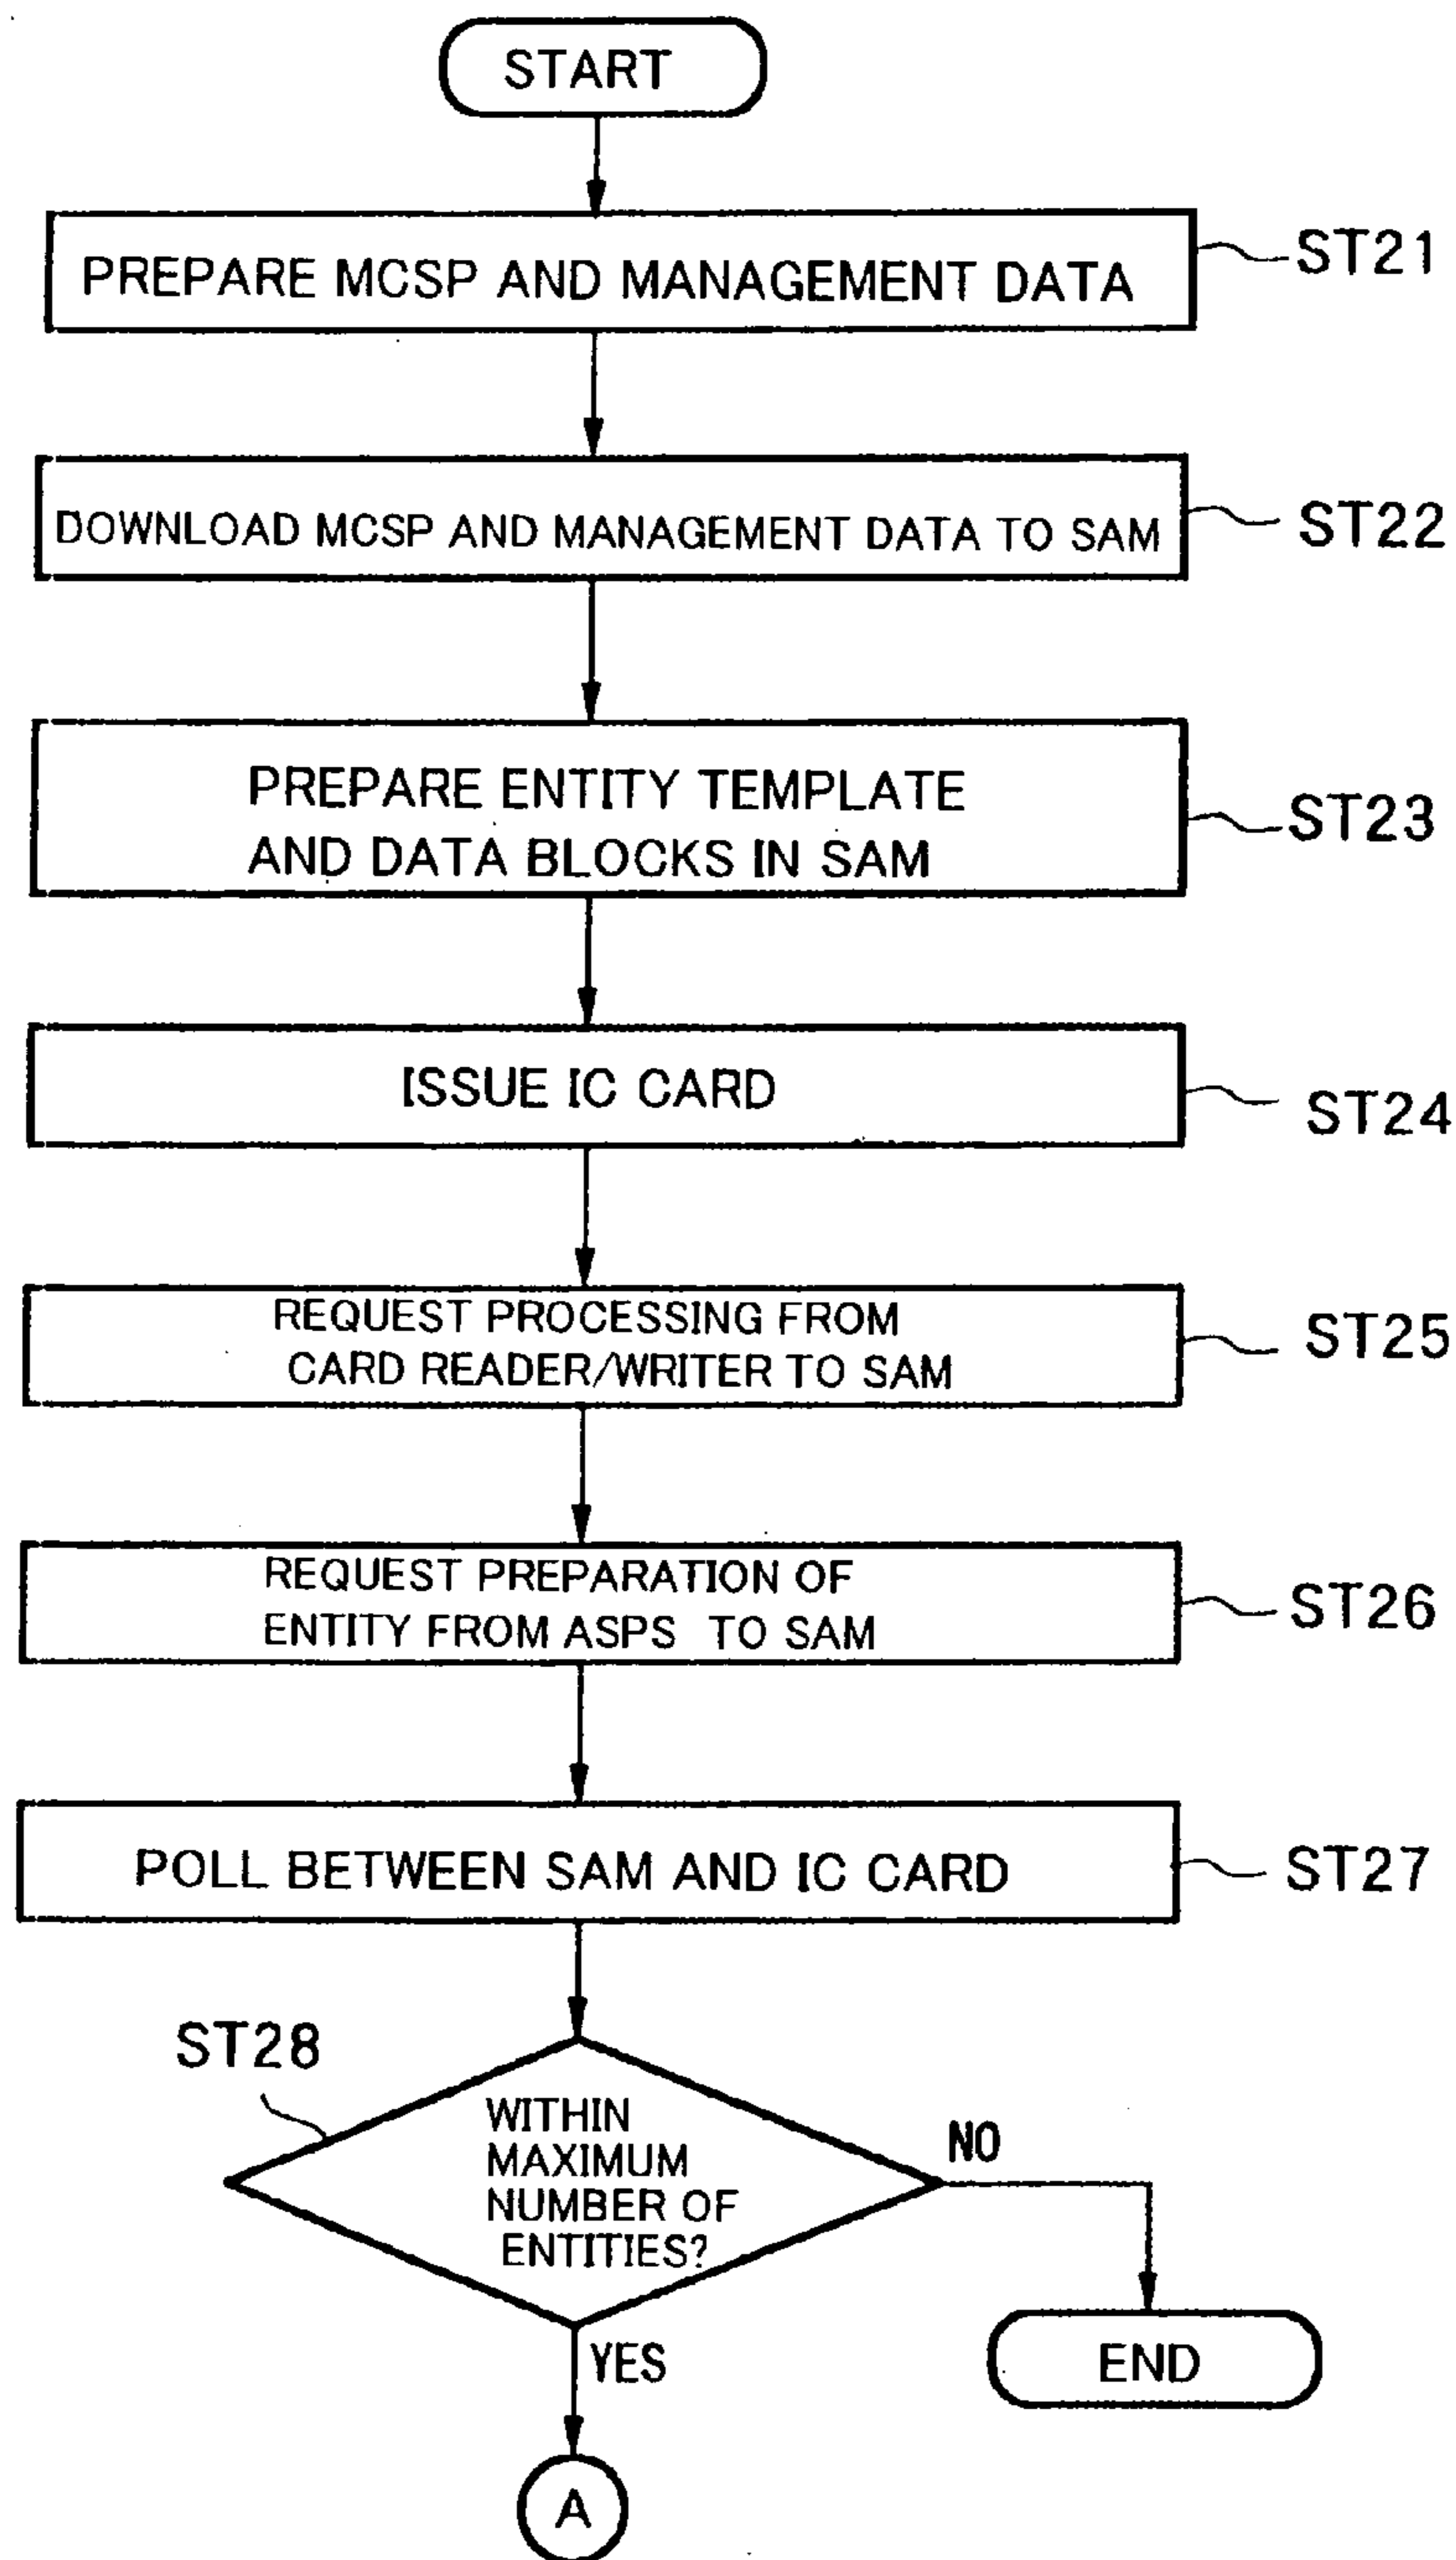 START
PREPARE MCSP AND MANAGEMENT DATA
ST21
DOWNLOAD MCSP AND MANAGEMENT DATA TO SAM
ST22
PREPARE ENTITY TEMPLATE
AND DATA BLOCKS IN SAM
ST23
ISSUE IC CARD
ST24
REQUEST PROCESSING FROM
CARD READER/WRITER TO SAM
ST25
REQUEST PREPARATION OF
ENTITY FROM ASPS TO SAM
ST26
POLL BETWEEN SAM AND IC CARD
ST27
ST28
WITHIN
MAXIMUM
NUMBER OF
ENTITIES?
NO
YES
END
A